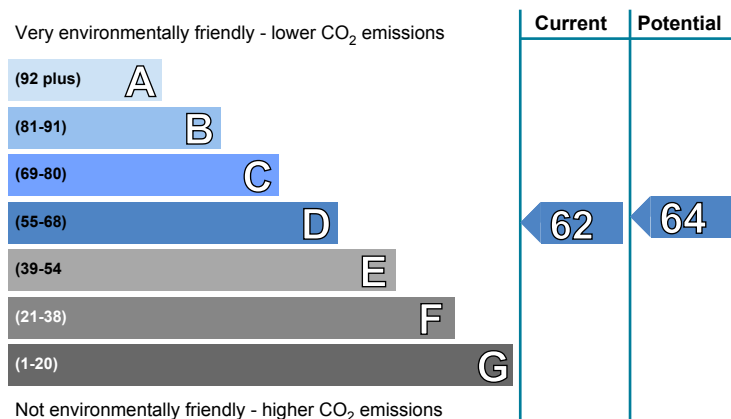 Current Potential
Very environmentally friendly - lower CO2 emissions
(92 plus) A
(81-91) B
(69-80) C
(55-68) D 62 64
(39-54 E
(21-38) F
(1-20) G
Not environmentally friendly - higher CO2 emissions